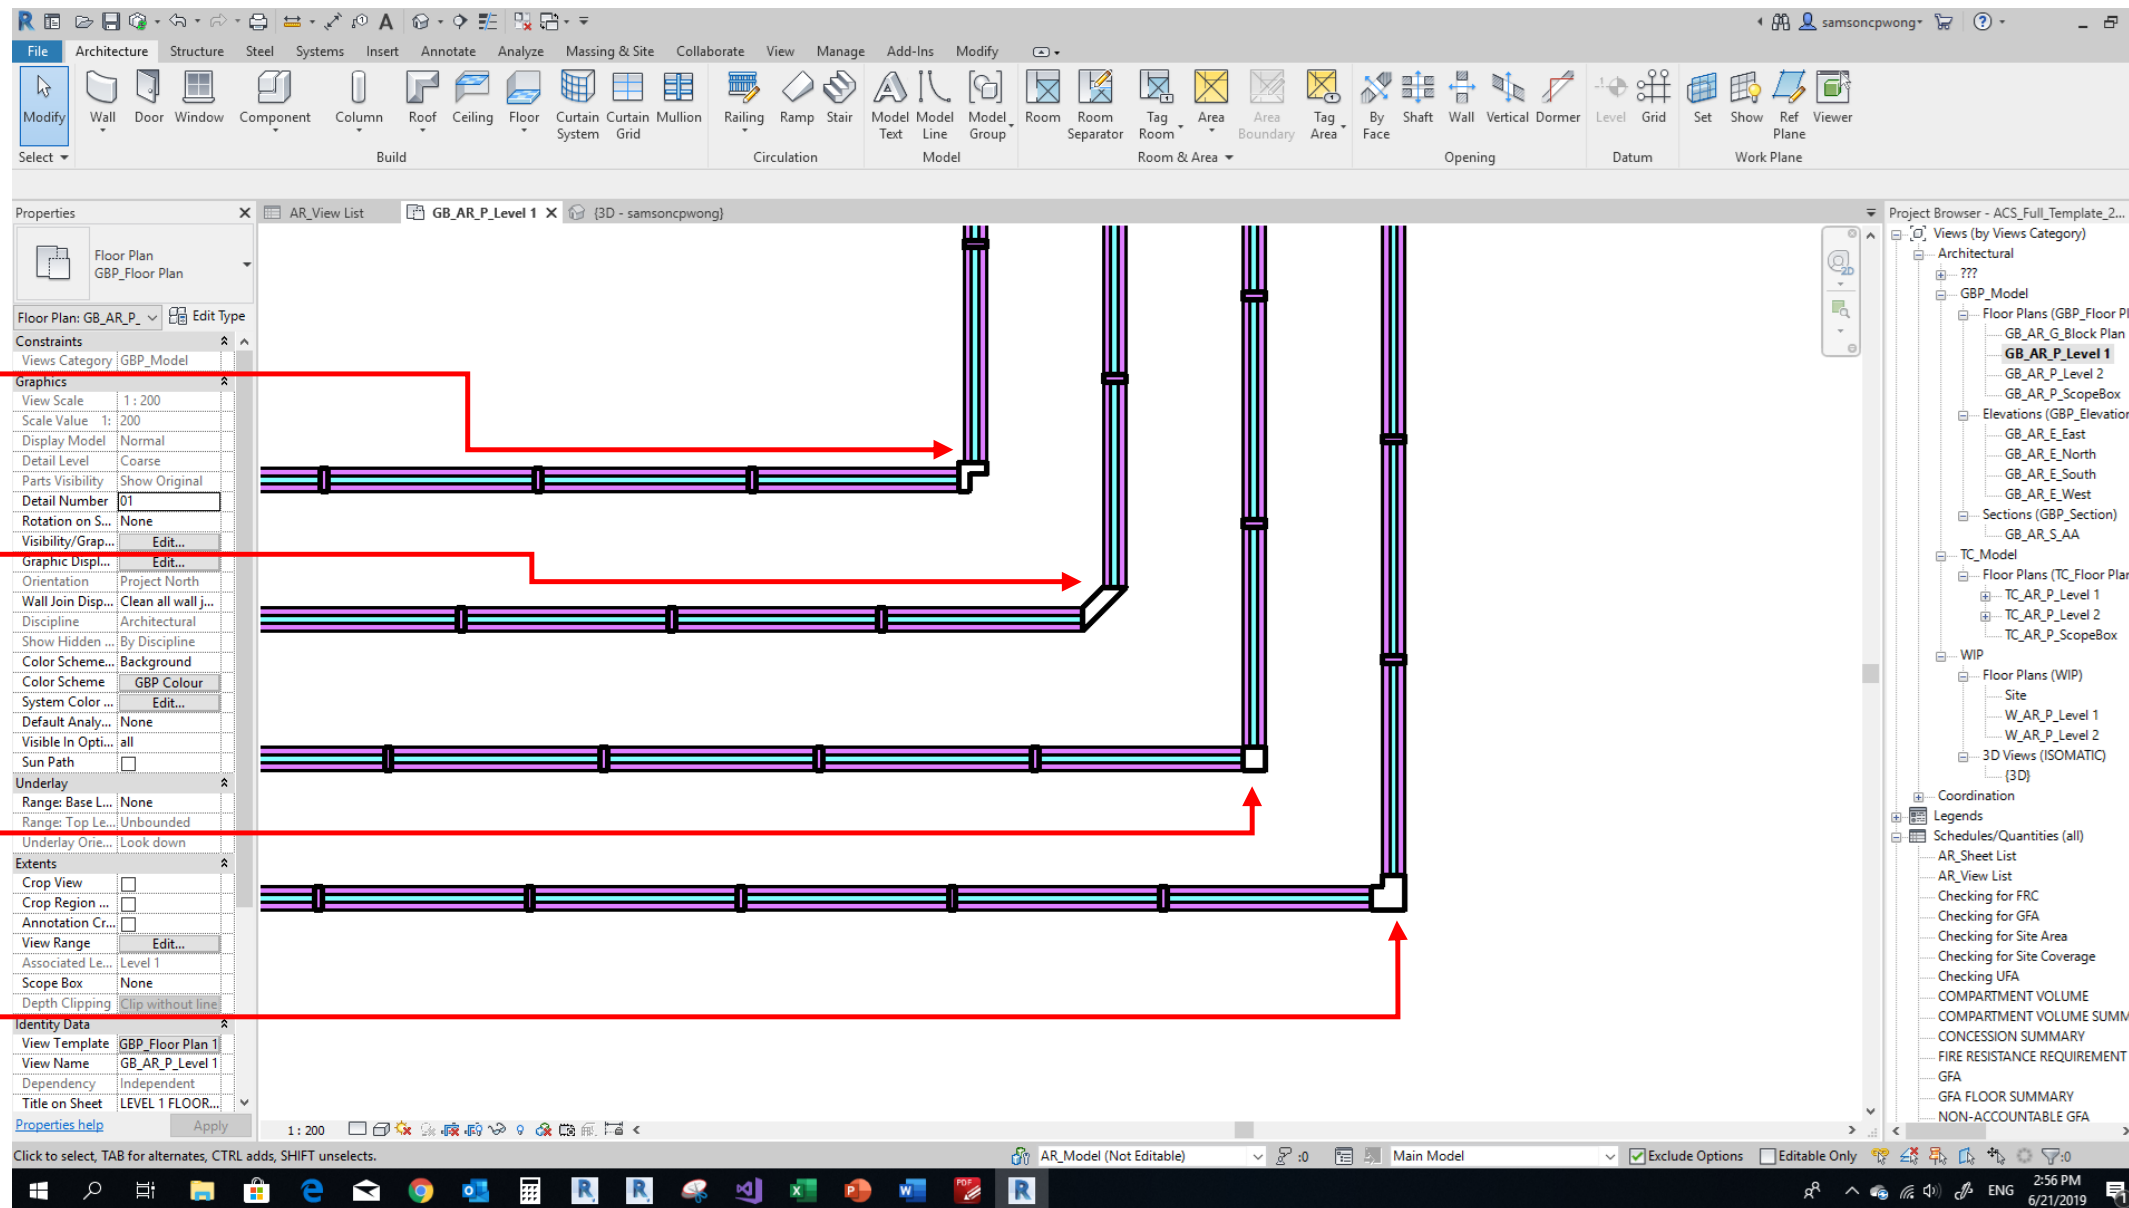 samsoncpwong
File Architecture Structure Steel Systems Insert Annotate Analyze Massing & Site Collaborate View Manage Add-Ins Modify
Modify Wall Door Window Component Column Roof Ceiling Floor Curtain System Curtain Grid Mullion Railing Ramp Stair Model Text Model Line Model Group Room Room Separator Tag Room Area Area Boundary Tag Area By Face Shaft Wall Vertical Dormer Level Grid Set Show Ref Plane Viewer
Select Build Circulation Model Room & Area Opening Datum Work Plane
Properties
AR_View List GB_AR_P_Level 1 {3D - samsoncpwong}
Floor Plan
GBP_Floor Plan
Floor Plan: GB_AR_P_ Edit Type
Constraints
Views Category GBP_Model
Graphics
View Scale 1 : 200
Scale Value 1: 200
Display Model Normal
Detail Level Coarse
Parts Visibility Show Original
Detail Number 01
Rotation on S... None
Visibility/Grap... Edit...
Graphic Displ... Edit...
Orientation Project North
Wall Join Disp... Clean all wall j...
Discipline Architectural
Show Hidden ... By Discipline
Color Scheme... Background
Color Scheme GBP Colour
System Color ... Edit...
Default Analy... None
Visible In Opti... all
Sun Path
Underlay
Range: Base L... None
Range: Top Le... Unbounded
Underlay Orie... Look down
Extents
Crop View
Crop Region ...
Annotation Cr...
View Range Edit...
Associated Le... Level 1
Scope Box None
Depth Clipping Clip without line
Identity Data
View Template GBP_Floor Plan 1
View Name GB_AR_P_Level 1
Dependency Independent
Title on Sheet LEVEL 1 FLOOR...
Properties help Apply
2D
1 : 200
Project Browser - ACS_Full_Template_2...
Views (by Views Category)
Architectural
???
GBP_Model
Floor Plans (GBP_Floor Pl
GB_AR_G_Block Plan
GB_AR_P_Level 1
GB_AR_P_Level 2
GB_AR_P_ScopeBox
Elevations (GBP_Elevation
GB_AR_E_East
GB_AR_E_North
GB_AR_E_South
GB_AR_E_West
Sections (GBP_Section)
GB_AR_S_AA
TC_Model
Floor Plans (TC_Floor Plan
TC_AR_P_Level 1
TC_AR_P_Level 2
TC_AR_P_ScopeBox
WIP
Floor Plans (WIP)
Site
W_AR_P_Level 1
W_AR_P_Level 2
3D Views (ISOMATIC)
{3D}
Coordination
Legends
Schedules/Quantities (all)
AR_Sheet List
AR_View List
Checking for FRC
Checking for GFA
Checking for Site Area
Checking for Site Coverage
Checking UFA
COMPARTMENT VOLUME
COMPARTMENT VOLUME SUMM
CONCESSION SUMMARY
FIRE RESISTANCE REQUIREMENT
GFA
GFA FLOOR SUMMARY
NON-ACCOUNTABLE GFA
Click to select, TAB for alternates, CTRL adds, SHIFT unselects. AR_Model (Not Editable) :0 Main Model Exclude Options Editable Only :0
ENG 2:56 PM
6/21/2019